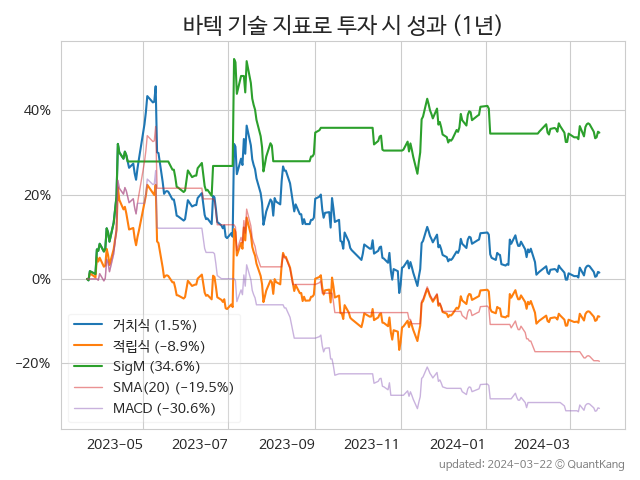 바텍 기술 지표로 투자 시 성과 (1년)
40%
20%
0%
−20%
거치식 (1.5%)
적립식 (−8.9%)
SigM (34.6%)
SMA(20) (−19.5%)
MACD (−30.6%)
2023-05 2023-07 2023-09 2023-11 2024-01 2024-03
updated: 2024-03-22 © QuantKang